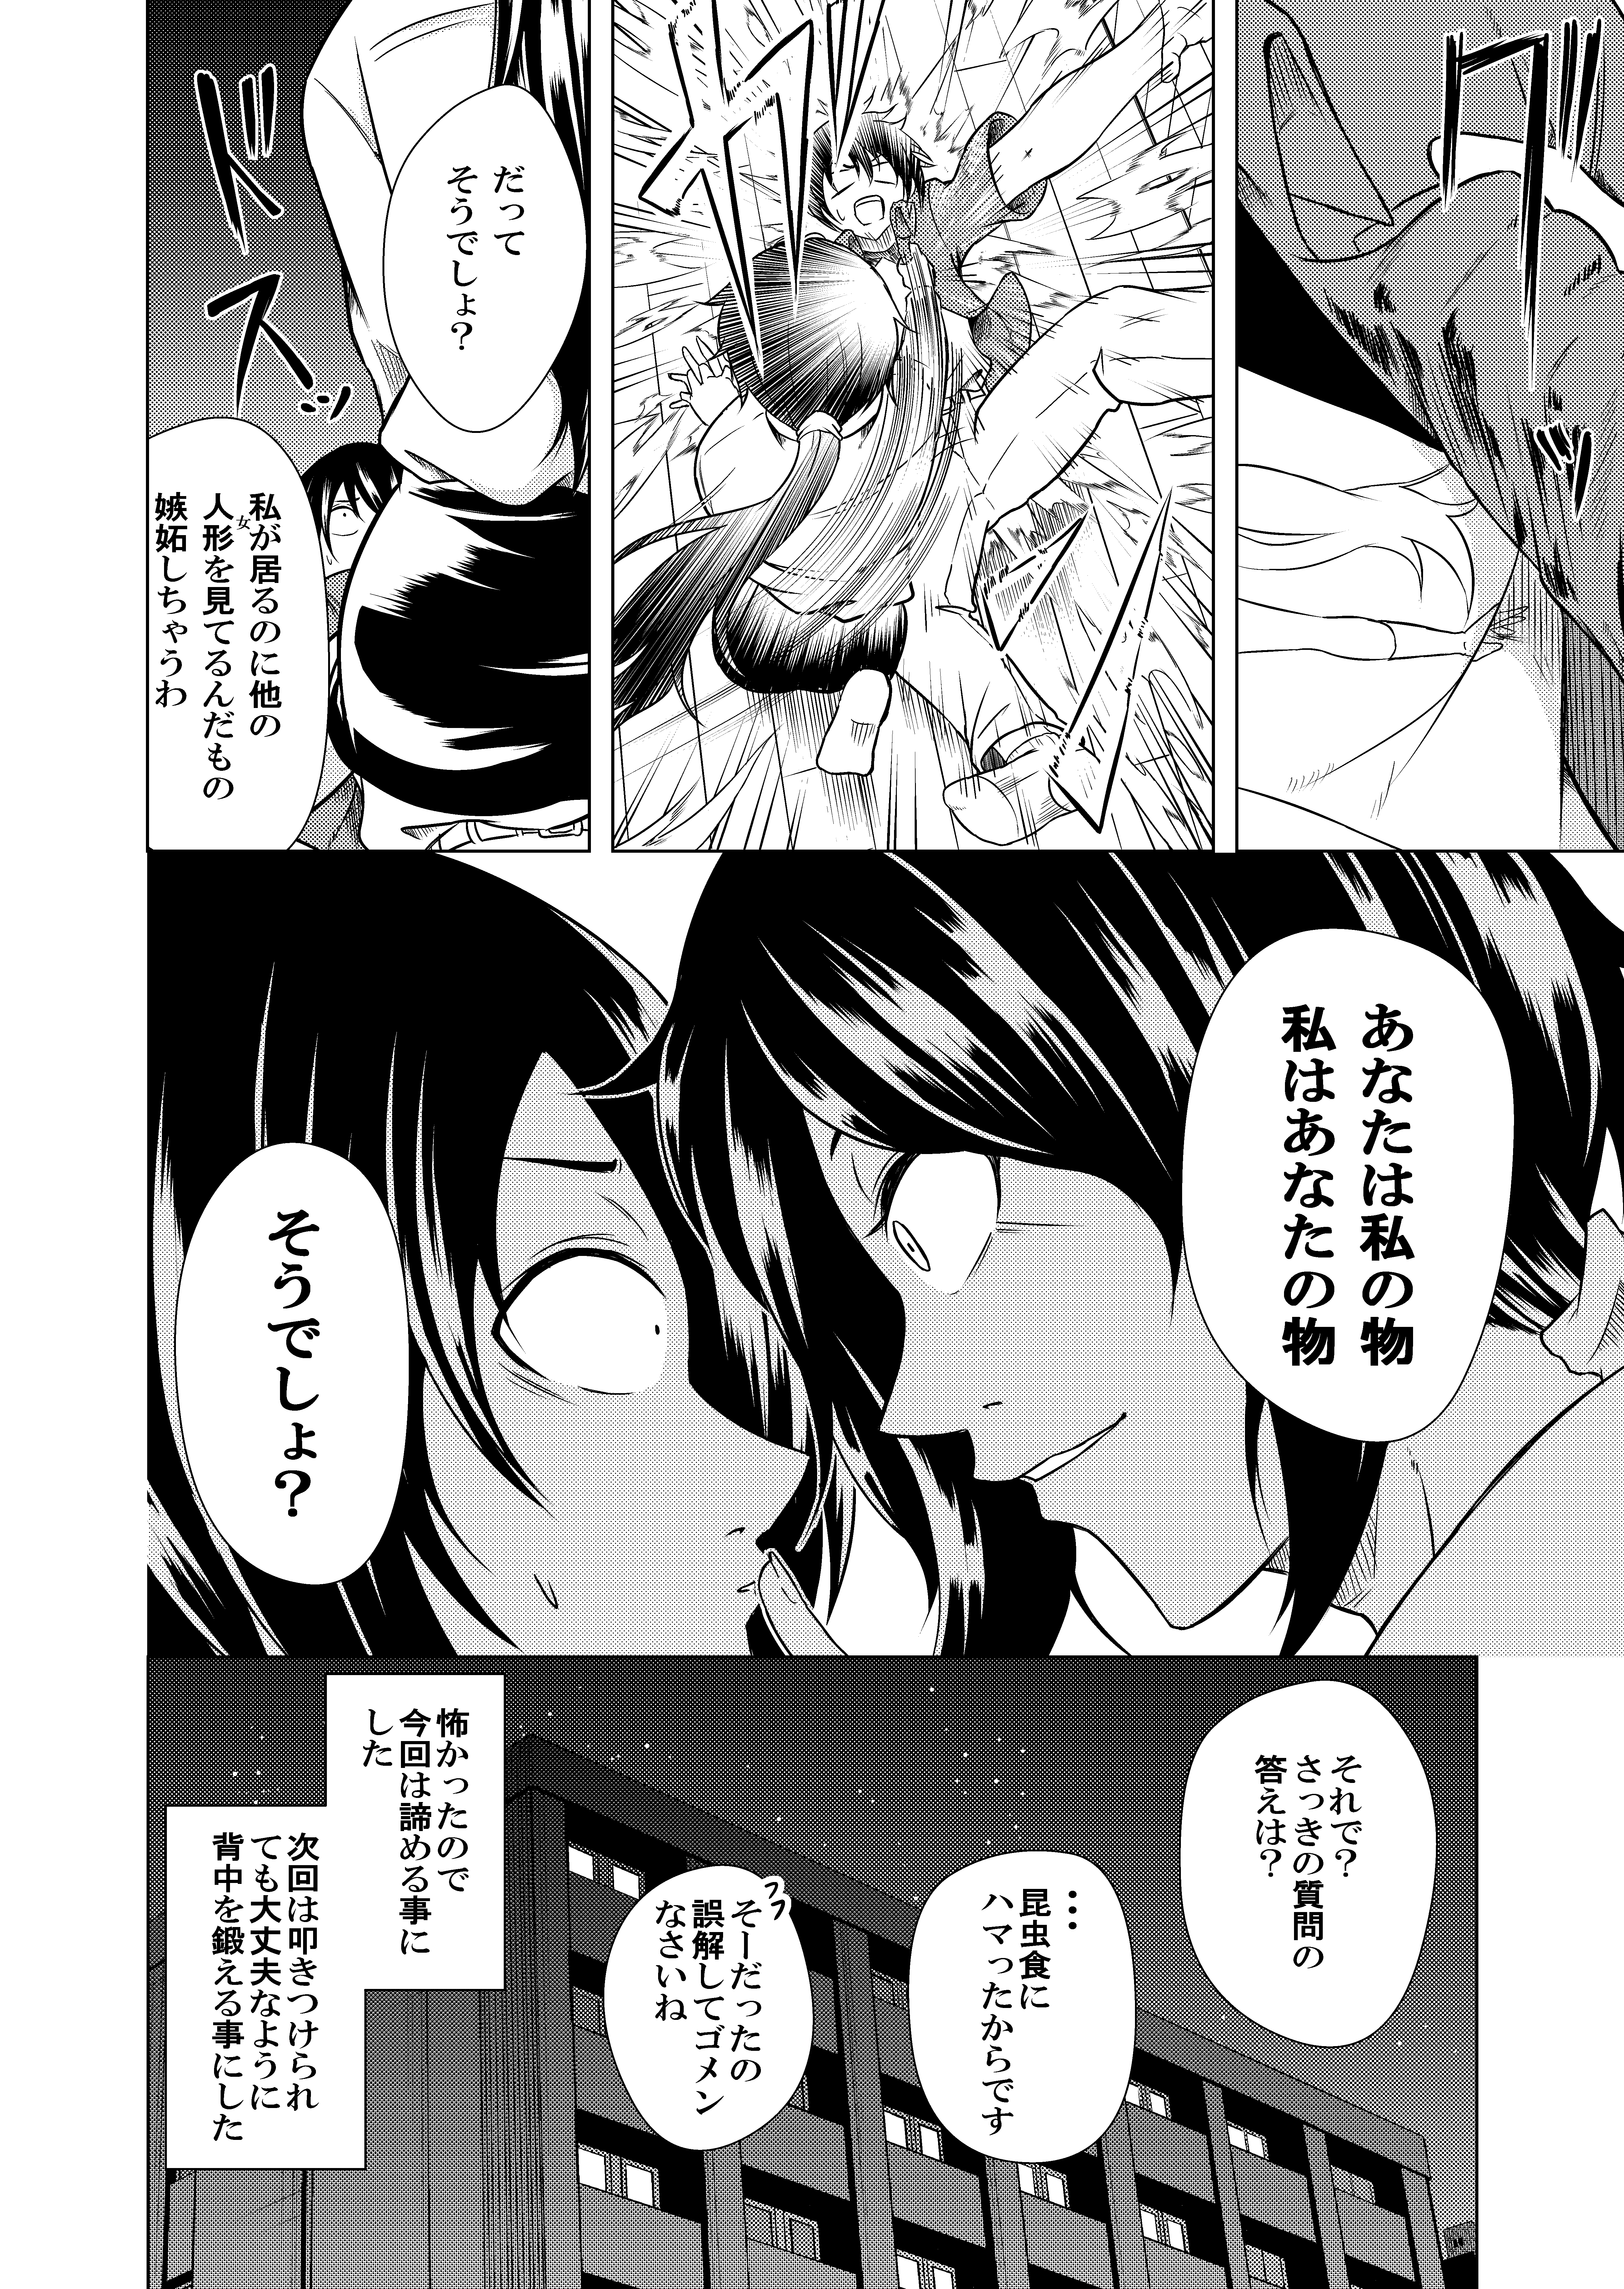 グ
グッ
ダンッ
だって
そうでしょ?
ドスッ
私が居るのに他の
人形を見てるんだもの
女
嫉妬しちゃうわ
あなたは私の物
私はあなたの物
そうでしょ?
それで?
さっきの質問の
答えは?
…
昆虫食に
ハマったからです
フフ
そーだったの
誤解してゴメン
なさいね
怖かったので
今回は諦める事に
した
次回は叩きつけられ
ても大丈夫なように
背中を鍛える事にした